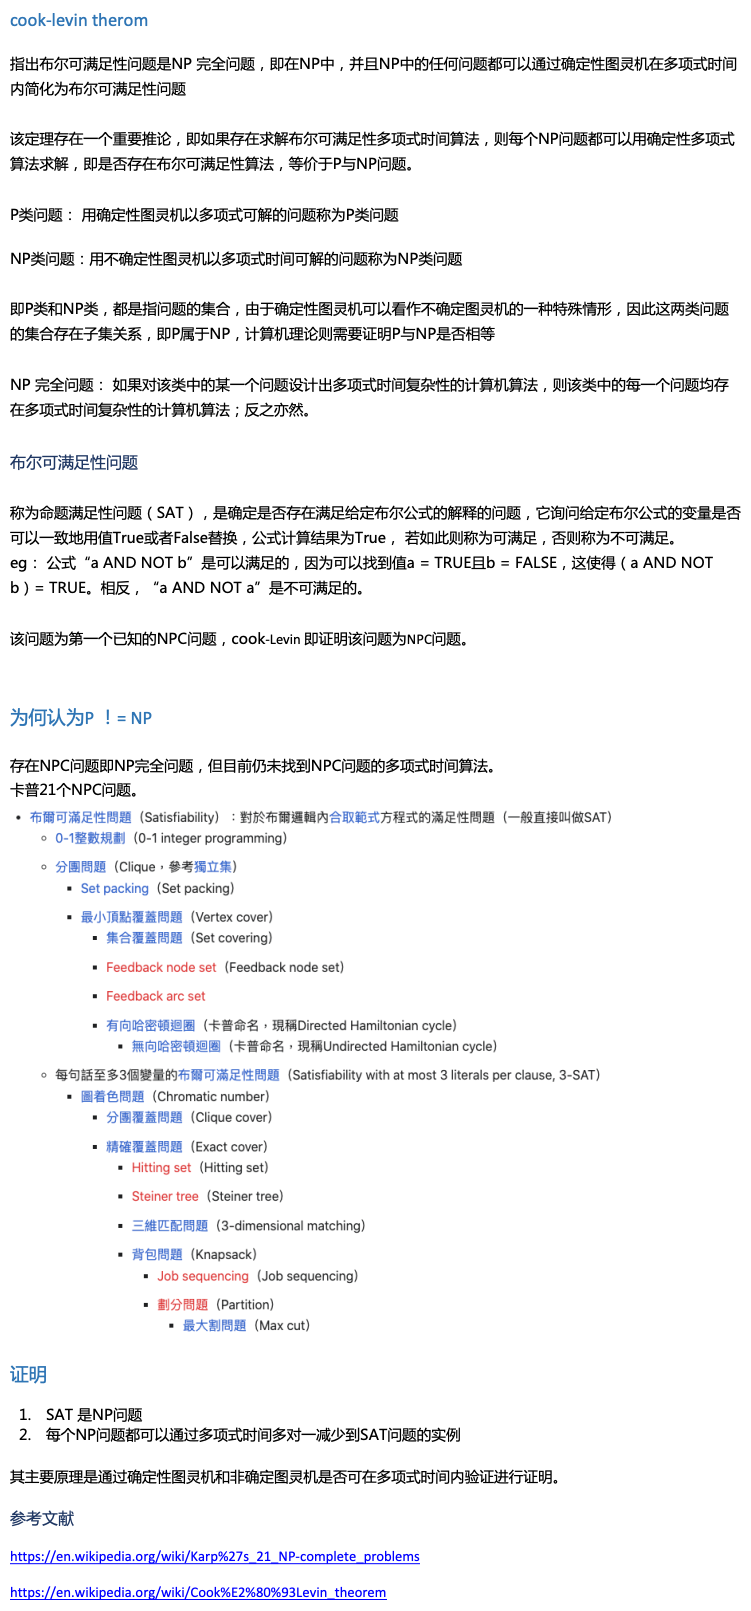 cook-levin therom
指出布尔可满足性问题是NP 完全问题，即在NP中，并且NP中的任何问题都可以通过确定性图灵机在多项式时间
内简化为布尔可满足性问题
该定理存在一个重要推论，即如果存在求解布尔可满足性多项式时间算法，则每个NP问题都可以用确定性多项式
算法求解，即是否存在布尔可满足性算法，等价于P与NP问题。
P类问题： 用确定性图灵机以多项式可解的问题称为P类问题
NP类问题：用不确定性图灵机以多项式时间可解的问题称为NP类问题
即P类和NP类，都是指问题的集合，由于确定性图灵机可以看作不确定图灵机的一种特殊情形，因此这两类问题
的集合存在子集关系，即P属于NP，计算机理论则需要证明P与NP是否相等
NP 完全问题： 如果对该类中的某一个问题设计出多项式时间复杂性的计算机算法，则该类中的每一个问题均存
在多项式时间复杂性的计算机算法；反之亦然。
布尔可满足性问题
称为命题满足性问题（SAT），是确定是否存在满足给定布尔公式的解释的问题，它询问给定布尔公式的变量是否
可以一致地用值True或者False替换，公式计算结果为True， 若如此则称为可满足，否则称为不可满足。
eg： 公式“a AND NOT b”是可以满足的，因为可以找到值a = TRUE且b = FALSE，这使得（a AND NOT
b）= TRUE。相反，“a AND NOT a”是不可满足的。
该问题为第一个已知的NPC问题，cook-Levin 即证明该问题为NPC问题。
为何认为P ！= NP
存在NPC问题即NP完全问题，但目前仍未找到NPC问题的多项式时间算法。
卡普21个NPC问题。
• 布爾可滿足性問題（Satisfiability）：對於布爾邏輯內合取範式方程式的滿足性問題（一般直接叫做SAT）
◦ 0-1整數規劃（0-1 integer programming）
◦ 分團問題（Clique，參考獨立集）
▪ Set packing（Set packing）
▪ 最小頂點覆蓋問題（Vertex cover）
▪ 集合覆蓋問題（Set covering）
▪ Feedback node set（Feedback node set）
▪ Feedback arc set
▪ 有向哈密頓迴圈（卡普命名，現稱Directed Hamiltonian cycle）
▪ 無向哈密頓迴圈（卡普命名，現稱Undirected Hamiltonian cycle）
◦ 每句話至多3個變量的布爾可滿足性問題（Satisfiability with at most 3 literals per clause, 3-SAT）
▪ 圖着色問題（Chromatic number）
▪ 分團覆蓋問題（Clique cover）
▪ 精確覆蓋問題（Exact cover）
▪ Hitting set（Hitting set）
▪ Steiner tree（Steiner tree）
▪ 三維匹配問題（3-dimensional matching）
▪ 背包問題（Knapsack）
▪ Job sequencing（Job sequencing）
▪ 劃分問題（Partition）
▪ 最大割問題（Max cut）
证明
1. SAT 是NP问题
2. 每个NP问题都可以通过多项式时间多对一减少到SAT问题的实例
其主要原理是通过确定性图灵机和非确定图灵机是否可在多项式时间内验证进行证明。
参考文献
https://en.wikipedia.org/wiki/Karp%27s_21_NP-complete_problems
https://en.wikipedia.org/wiki/Cook%E2%80%93Levin_theorem